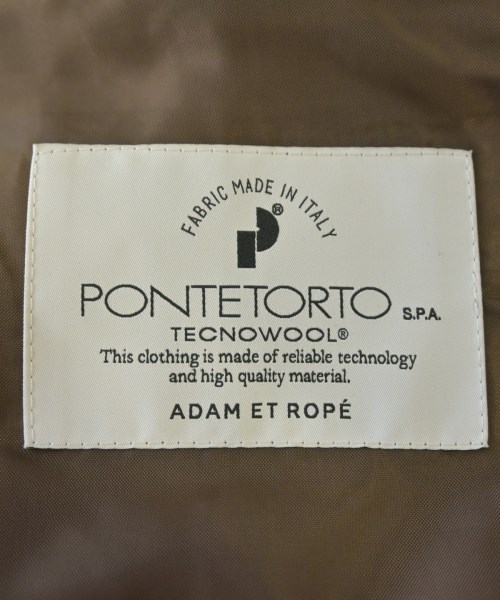 FABRIC MADE IN ITALY
P®
PONTETORTO S.P.A.
TECNOWOOL®
This clothing is made of reliable technology
and high quality material.
ADAM ET ROPÉ